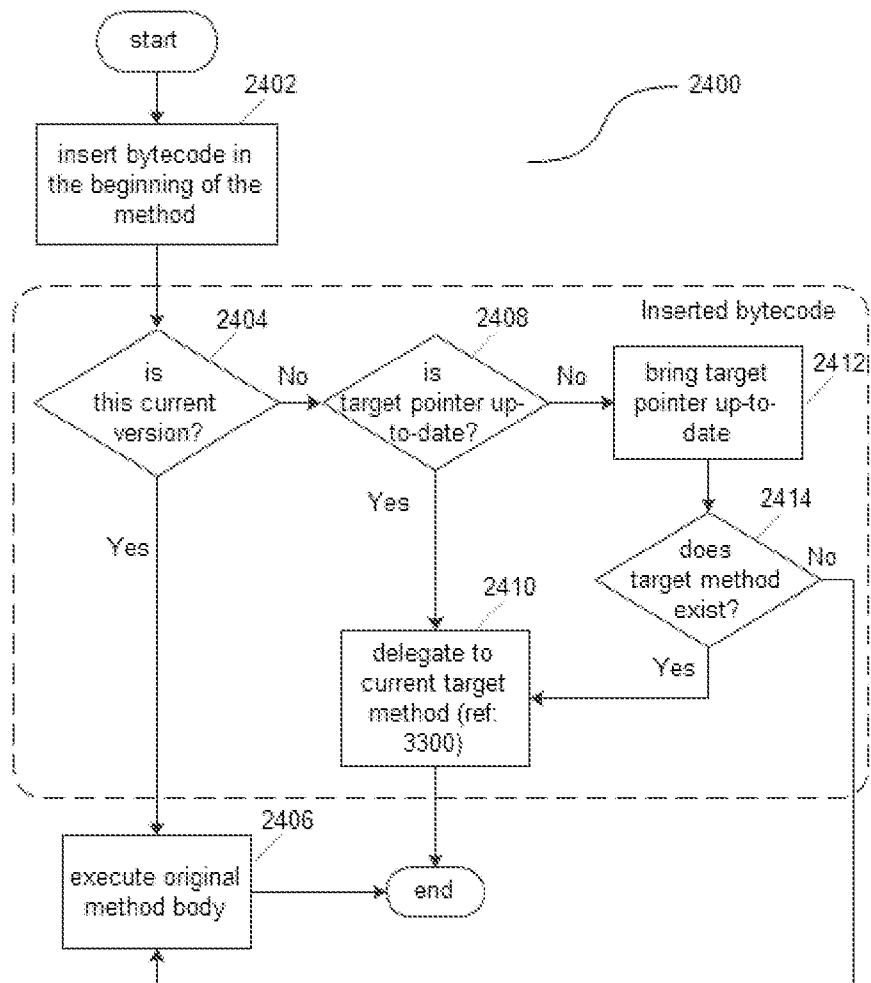 start
2402
2400
insert bytecode in
the beginning of the
method
Inserted bytecode
2404
is
this current
version?
No
2408
is
target pointer up-
to-date?
No
bring target
pointer up-to-
date
2412
Yes
Yes
2414
does
target method
exist?
No
Yes
2410
delegate to
current target
method (ref:
3300)
2406
execute original
method body
end